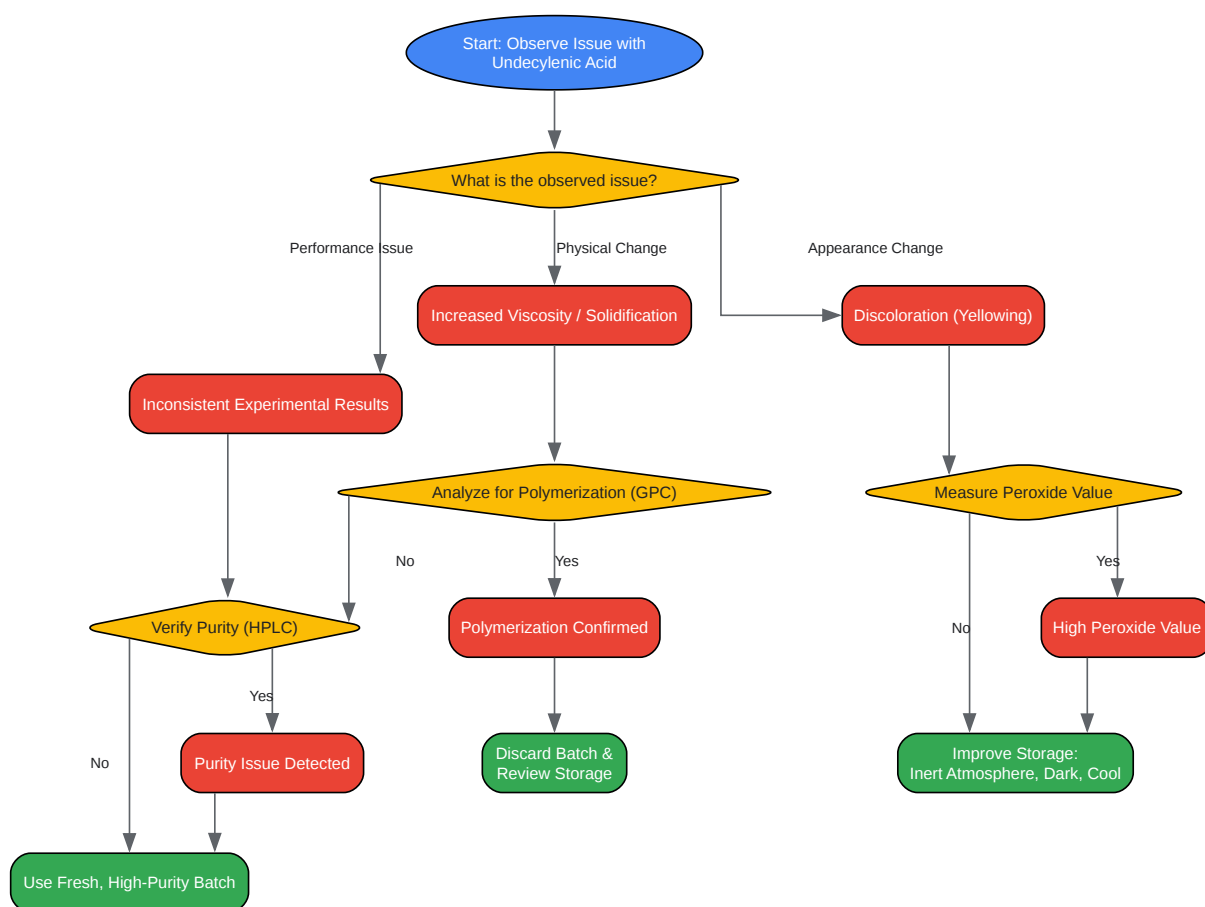 Start: Observe Issue with
Undecylenic Acid
What is the observed issue?
Performance Issue
Physical Change
Appearance Change
Increased Viscosity / Solidification
Discoloration (Yellowing)
Inconsistent Experimental Results
Analyze for Polymerization (GPC)
Measure Peroxide Value
No
Yes
Yes
Verify Purity (HPLC)
Polymerization Confirmed
No
High Peroxide Value
Yes
No
Purity Issue Detected
Discard Batch &
Review Storage
Improve Storage:
Inert Atmosphere, Dark, Cool
Use Fresh, High-Purity Batch